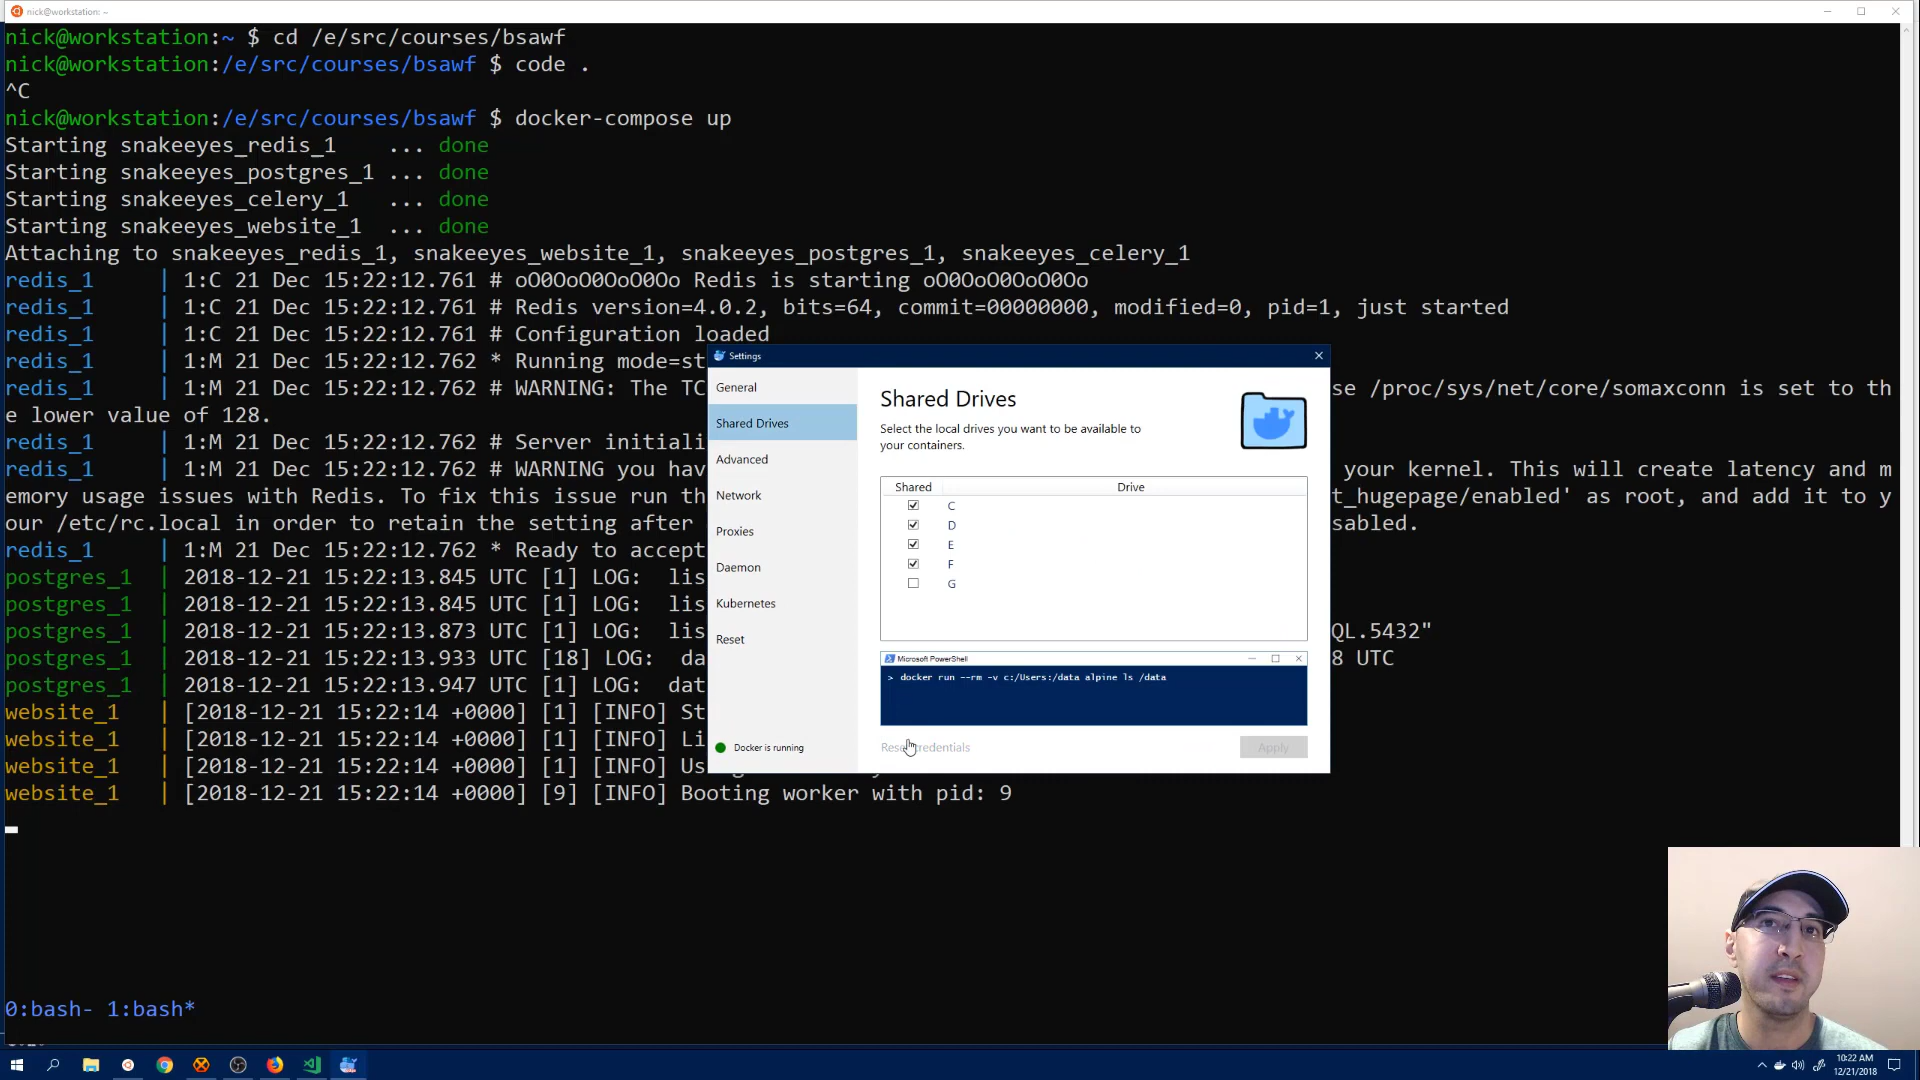 nick@workstation: ~
nick@workstation:~ $ cd /e/src/courses/bsawf
nick@workstation:/e/src/courses/bsawf $ code .
^C
nick@workstation:/e/src/courses/bsawf $ docker-compose up
Starting snakeeyes_redis_1 ... done
Starting snakeeyes_postgres_1 ... done
Starting snakeeyes_celery_1 ... done
Starting snakeeyes_website_1 ... done
Attaching to snakeeyes_redis_1, snakeeyes_website_1, snakeeyes_postgres_1, snakeeyes_celery_1
redis_1 | 1:C 21 Dec 15:22:12.761 # oO0OoO0OoO0Oo Redis is starting oO0OoO0OoO0Oo
redis_1 | 1:C 21 Dec 15:22:12.761 # Redis version=4.0.2, bits=64, commit=00000000, modified=0, pid=1, just started
redis_1 | 1:C 21 Dec 15:22:12.761 # Configuration loaded
redis_1 | 1:M 21 Dec 15:22:12.762 * Running mode=st
redis_1 | 1:M 21 Dec 15:22:12.762 # WARNING: The TC se /proc/sys/net/core/somaxconn is set to th
e lower value of 128.
redis_1 | 1:M 21 Dec 15:22:12.762 # Server initiali
redis_1 | 1:M 21 Dec 15:22:12.762 # WARNING you hav your kernel. This will create latency and m
emory usage issues with Redis. To fix this issue run th t_hugepage/enabled' as root, and add it to y
our /etc/rc.local in order to retain the setting after sabled.
redis_1 | 1:M 21 Dec 15:22:12.762 * Ready to accept
postgres_1 | 2018-12-21 15:22:13.845 UTC [1] LOG: lis
postgres_1 | 2018-12-21 15:22:13.845 UTC [1] LOG: lis
postgres_1 | 2018-12-21 15:22:13.873 UTC [1] LOG: lis QL.5432"
postgres_1 | 2018-12-21 15:22:13.933 UTC [18] LOG: da 8 UTC
postgres_1 | 2018-12-21 15:22:13.947 UTC [1] LOG: dat
website_1 | [2018-12-21 15:22:14 +0000] [1] [INFO] St
website_1 | [2018-12-21 15:22:14 +0000] [1] [INFO] Li
website_1 | [2018-12-21 15:22:14 +0000] [1] [INFO] Us
website_1 | [2018-12-21 15:22:14 +0000] [9] [INFO] Booting worker with pid: 9
0:bash- 1:bash*
Settings
General
Shared Drives
Advanced
Network
Proxies
Daemon
Kubernetes
Reset
Docker is running
Shared Drives
Select the local drives you want to be available to
your containers.
Shared Drive
C
D
E
F
G
Microsoft PowerShell
> docker run --rm -v c:/Users:/data alpine ls /data
Reset credentials
Apply
10:22 AM
12/21/2018